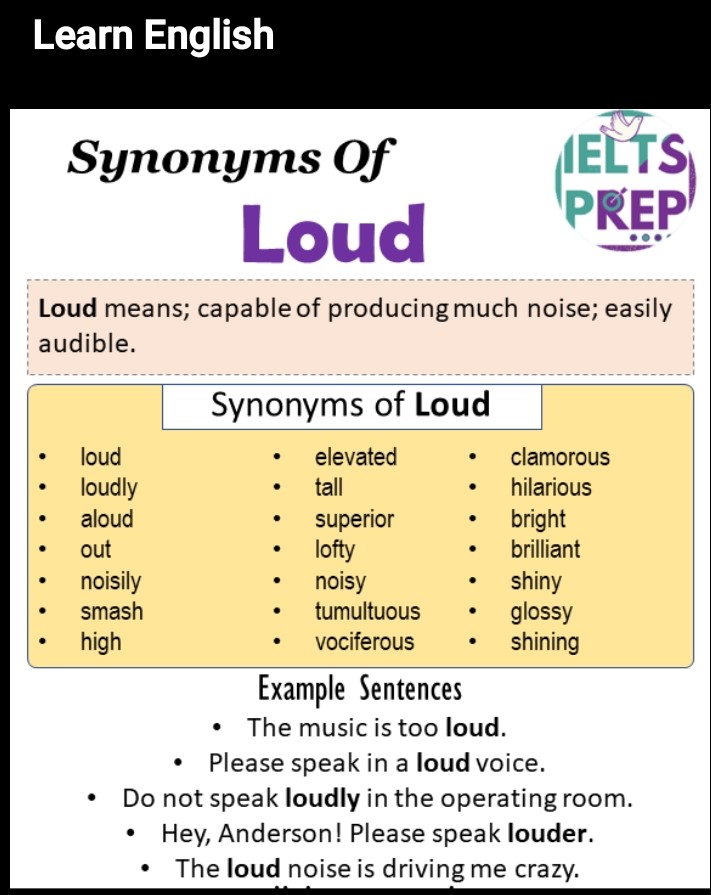 Learn English
Synonyms Of
Loud
IELTS
PREP
Loud means; capable of producing much noise; easily
audible.
Synonyms of Loud
• loud
• loudly
• aloud
• out
• noisily
• smash
• high
• elevated
• tall
• superior
• lofty
• noisy
• tumultuous
• vociferous
• clamorous
• hilarious
• bright
• brilliant
• shiny
• glossy
• shining
Example Sentences
• The music is too loud.
• Please speak in a loud voice.
• Do not speak loudly in the operating room.
• Hey, Anderson! Please speak louder.
• The loud noise is driving me crazy.